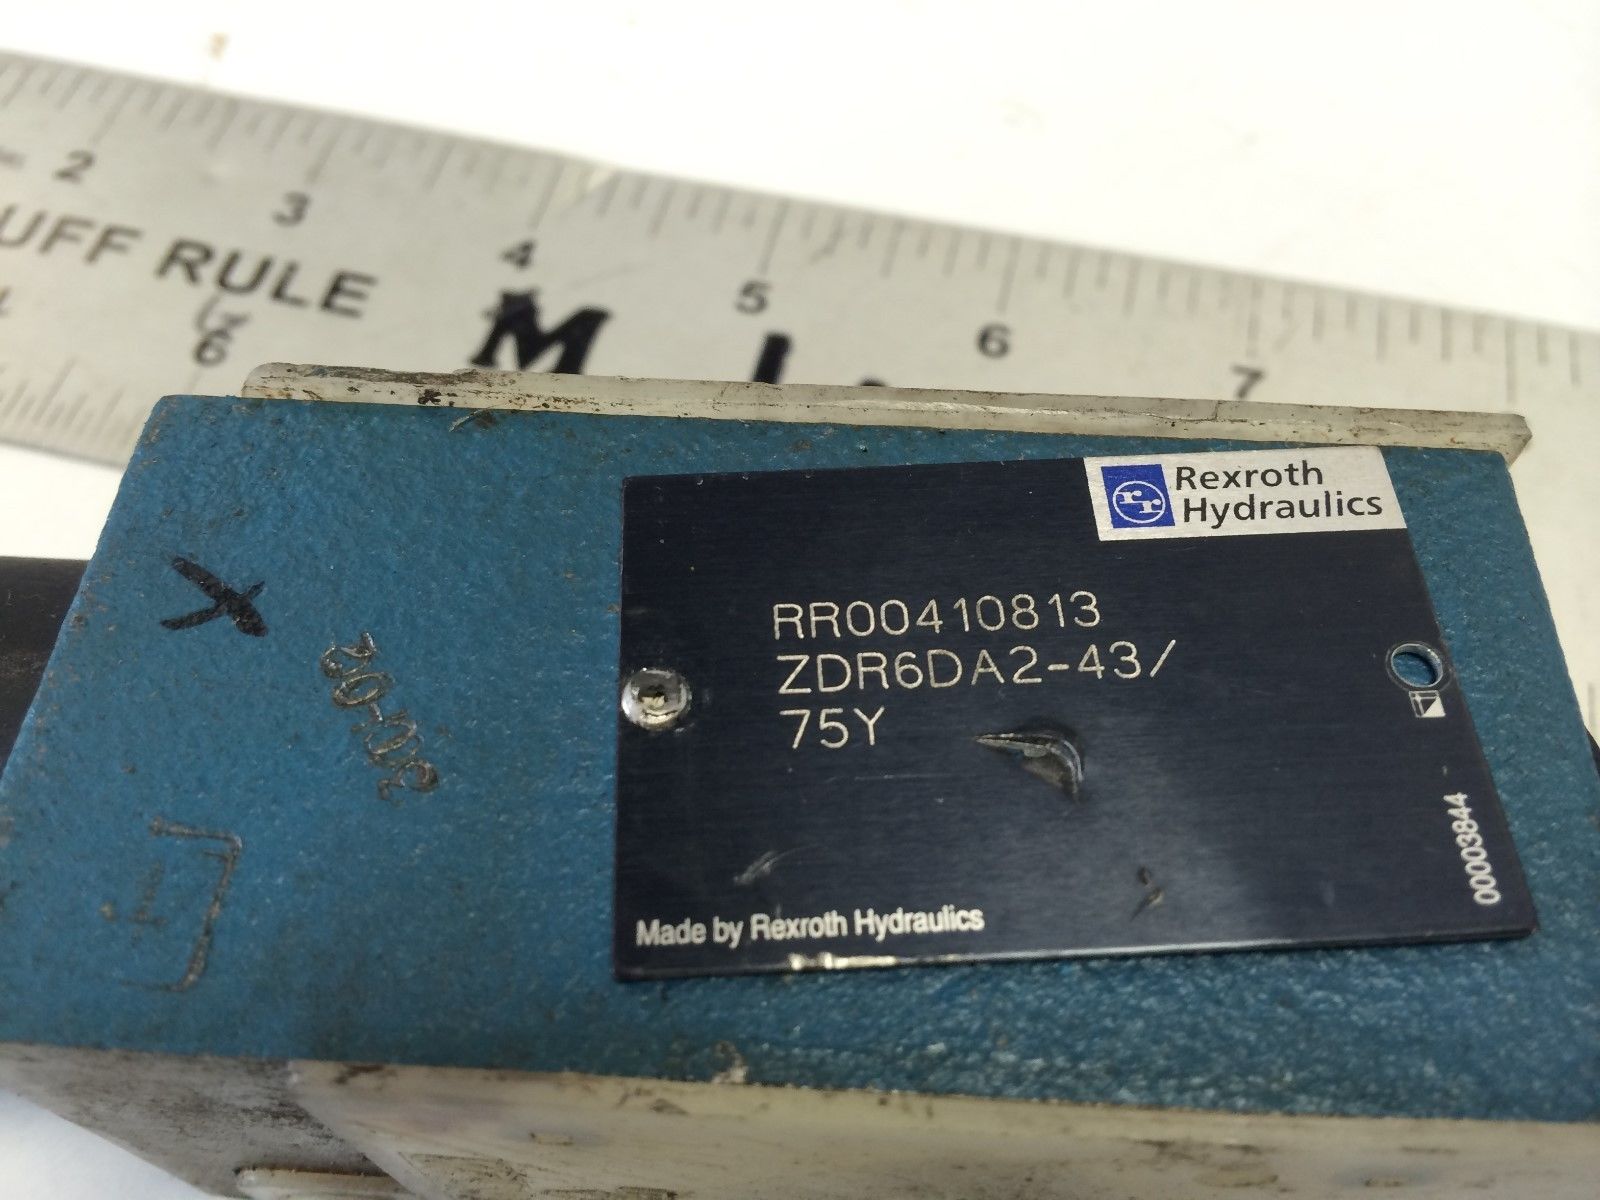 2
3
4
5
6
7
UFF RULE
6
M
Rexroth
Hydraulics
rr
RR00410813
ZDR6DA2-43/
75Y
00003844
Made by Rexroth Hydraulics
X